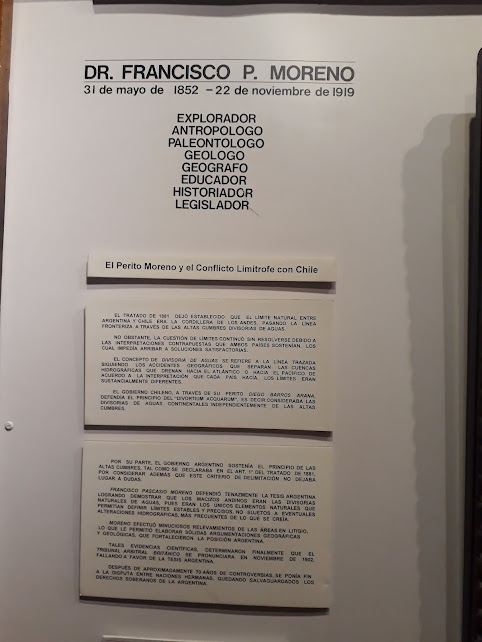 DR. FRANCISCO P. MORENO
31 de mayo de 1852 – 22 de noviembre de 1919
EXPLORADOR
ANTROPOLOGO
PALEONTOLOGO
GEOLOGO
GEOGRAFO
EDUCADOR
HISTORIADOR
LEGISLADOR
El Perito Moreno y el Conflicto Limítrofe con Chile
EL TRATADO DE 1881 DEJÓ ESTABLECIDO QUE EL LÍMITE NATURAL ENTRE
ARGENTINA Y CHILE ERA LA CORDILLERA DE LOS ANDES, PASANDO LA LÍNEA
FRONTERIZA A TRAVÉS DE LAS ALTAS CUMBRES DIVISORIAS DE AGUAS.
NO OBSTANTE, LA CUESTIÓN DE LÍMITES CONTINUÓ SIN RESOLVERSE DEBIDO A
LAS INTERPRETACIONES CONTRAPUESTAS QUE AMBOS PAÍSES SOSTENÍAN, LOS
CUAL IMPEDÍA ARRIBAR A SOLUCIONES SATISFACTORIAS.
EL CONCEPTO DE DIVISORIA DE AGUAS SE REFIERE A LA LÍNEA TRAZADA
SIGUIENDO LOS ACCIDENTES GEOGRÁFICOS QUE SEPARAN LAS CUENCAS
HIDROGRÁFICAS QUE DRENAN HACIA EL ATLÁNTICO O HACIA EL PACÍFICO. DE
ACUERDO A LA INTERPRETACIÓN QUE CADA PAÍS HACÍA, LOS LÍMITES ERAN
SUSTANCIALMENTE DIFERENTES.
EL GOBIERNO CHILENO, A TRAVÉS DE SU PERITO DIEGO BARROS ARANA,
DEFENDÍA EL PRINCIPIO DEL "DIVORTIUM ACQUARUM", ES DECIR CONSIDERABA LAS
DIVISORIAS DE AGUAS CONTINENTALES INDEPENDIENTEMENTE DE LAS ALTAS
CUMBRES.
POR SU PARTE, EL GOBIERNO ARGENTINO SOSTENÍA EL PRINCIPIO DE LAS
ALTAS CUMBRES, TAL COMO SE DECLARABA EN EL ART. 1° DEL TRATADO DE 1881,
POR CONSIDERAR ADEMÁS QUE ESTE CRITERIO DE DELIMITACIÓN NO DEJABA
LUGAR A DUDAS.
FRANCISCO PASCASIO MORENO DEFENDIÓ TENAZMENTE LA TESIS ARGENTINA
LOGRANDO DEMOSTRAR QUE LOS MACIZOS ANDINOS ERAN LAS DIVISORIAS
NATURALES DE AGUAS, PUES ERAN LOS ÚNICOS ELEMENTOS NATURALES QUE
PERMITÍAN DEFINIR LÍMITES ESTABLES Y PRECISOS, NO SUJETOS A EVENTUALES
ALTERACIONES HIDROGRÁFICAS, MÁS FRECUENTES DE LO QUE SE CREÍA.
MORENO EFECTUÓ MINUCIOSOS RELEVAMIENTOS DE LAS ÁREAS EN LITIGIO,
LO QUE LE PERMITIÓ ELABORAR SÓLIDAS ARGUMENTACIONES GEOGRÁFICAS
Y GEOLÓGICAS, QUE FORTALECIERON LA POSICIÓN ARGENTINA.
TALES EVIDENCIAS CIENTÍFICAS, DETERMINARON FINALMENTE QUE EL
TRIBUNAL ARBITRAL BRITÁNICO SE PRONUNCIARA EN NOVIEMBRE DE 1902,
FALLANDO A FAVOR DE LA TESIS ARGENTINA.
DESPUÉS DE APROXIMADAMENTE 70 AÑOS DE CONTROVERSIAS SE PONÍA FIN
A LA DISPUTA ENTRE NACIONES HERMANAS, QUEDANDO SALVAGUARDADOS LOS
DERECHOS SOBERANOS DE LA ARGENTINA.